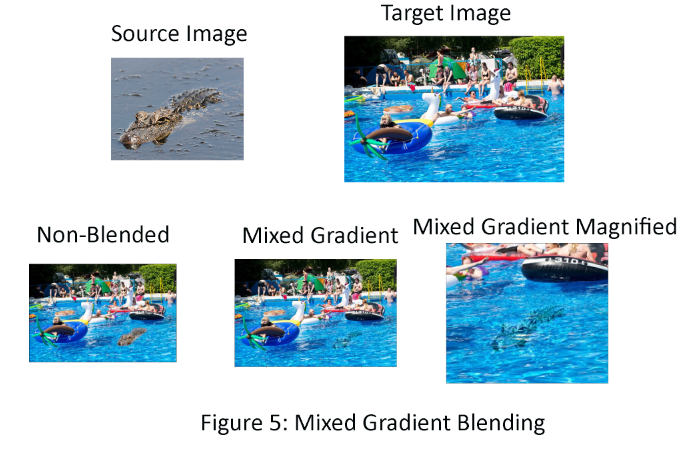 Target Image
Source Image
Non-Blended
Mixed Gradient
Mixed Gradient Magnified
Figure 5: Mixed Gradient Blending